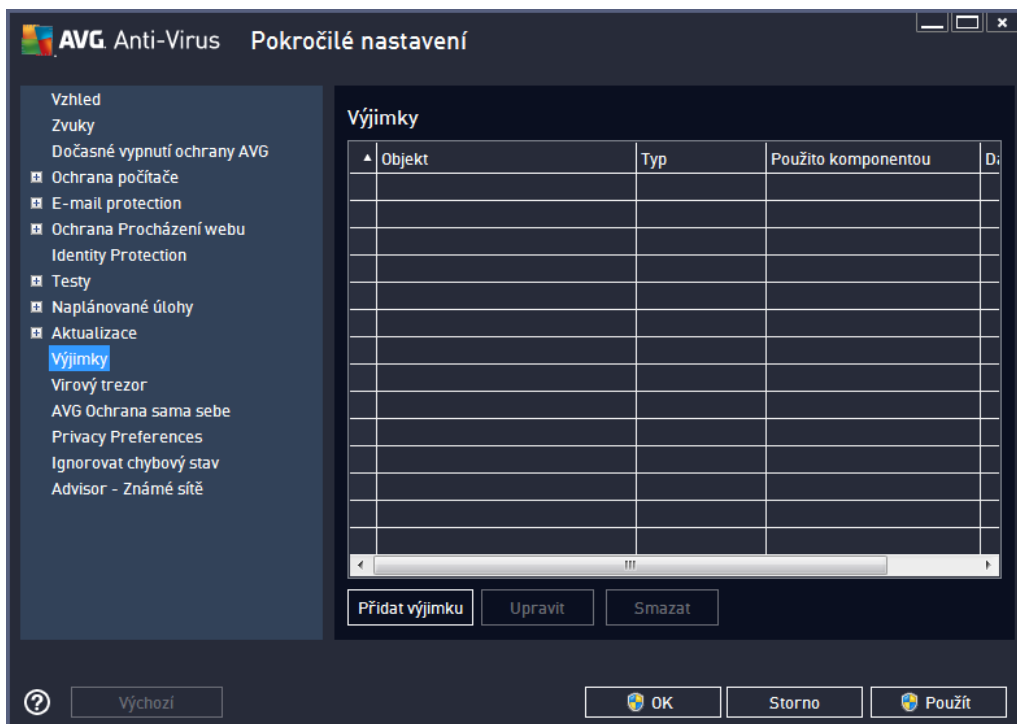 AVG. Anti-Virus Pokročilé nastavení
Vzhled
Zvuky
Dočasné vypnutí ochrany AVG
Ochrana počítače
E-mail protection
Ochrana Procházení webu
Identity Protection
Testy
Naplánované úlohy
Aktualizace
Výjimky
Virový trezor
AVG Ochrana sama sebe
Privacy Preferences
Ignorovat chybový stav
Advisor - Známé sítě
Výjimky
Objekt Typ Použito komponentou
Přidat výjimku Upravit Smazat
Výchozí OK Storno Použít